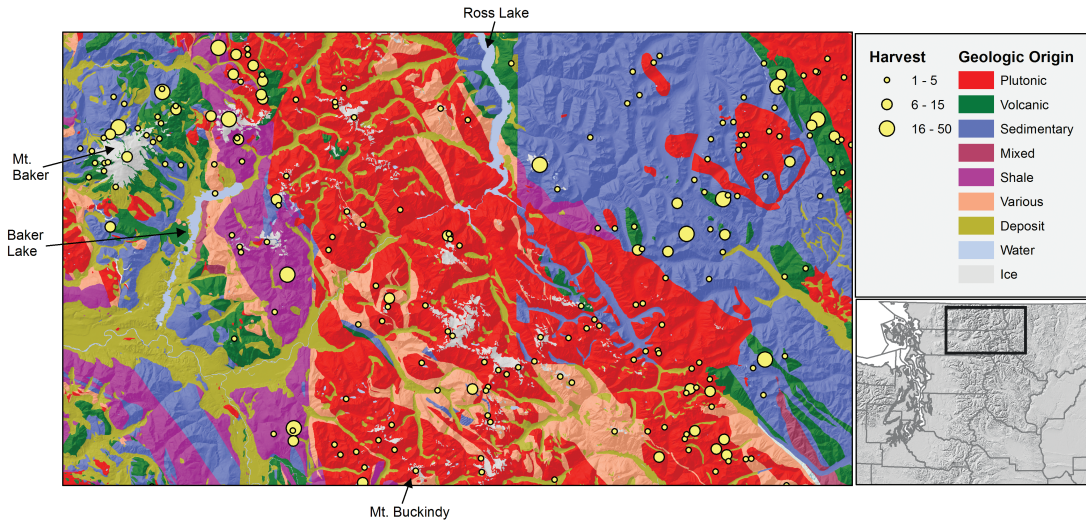 Ross Lake
Mt.
Baker
Baker
Lake
Mt. Buckindy
Harvest
1 - 5
6 - 15
16 - 50
Geologic Origin
Plutonic
Volcanic
Sedimentary
Mixed
Shale
Various
Deposit
Water
Ice